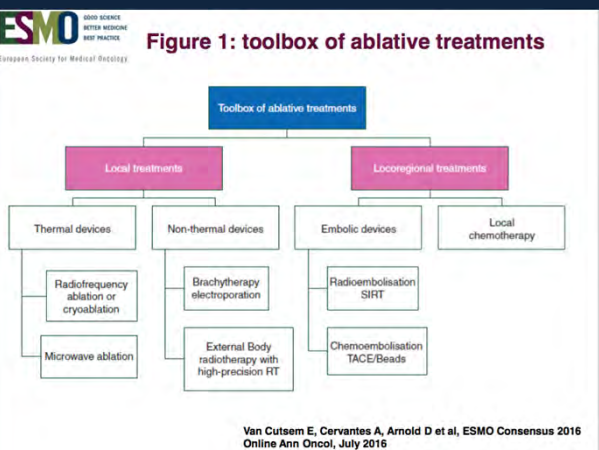 ESMO
GOOD SCIENCE
BETTER MEDICINE
BEST PRACTICE
European Society for Medical Oncology
Figure 1: toolbox of ablative treatments
Toolbox of ablative treatments
Local treatments
Locoregional treatments
Thermal devices
Non-thermal devices
Embolic devices
Local
chemotherapy
Radiofrequency
ablation or
cryoablation
Brachytherapy
electroporation
Radioembolisation
SIRT
Microwave ablation
External Body
radiotherapy with
high-precision RT
Chemoembolisation
TACE/Beads
Van Cutsem E, Cervantes A, Arnold D et al, ESMO Consensus 2016
Online Ann Oncol, July 2016